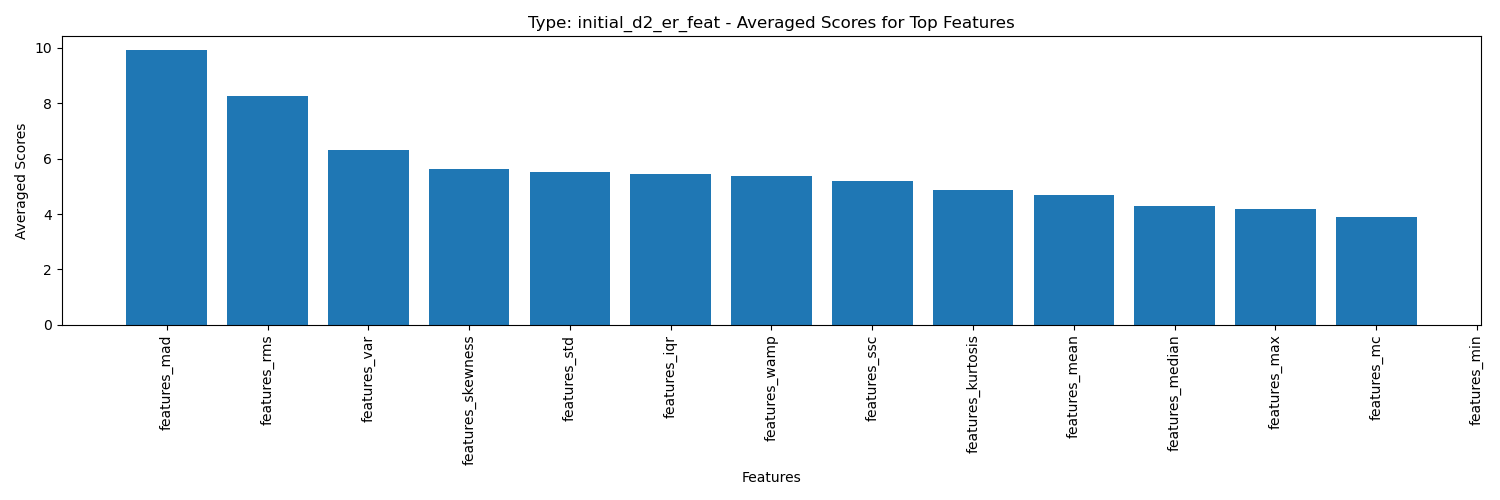 Type: initial_d2_er_feat - Averaged Scores for Top Features
Averaged Scores
10
8
6
4
2
0
features_mad
features_rms
features_var
features_skewness
features_std
features_iqr
features_wamp
features_ssc
features_kurtosis
features_mean
features_median
features_max
features_mc
features_min
Features